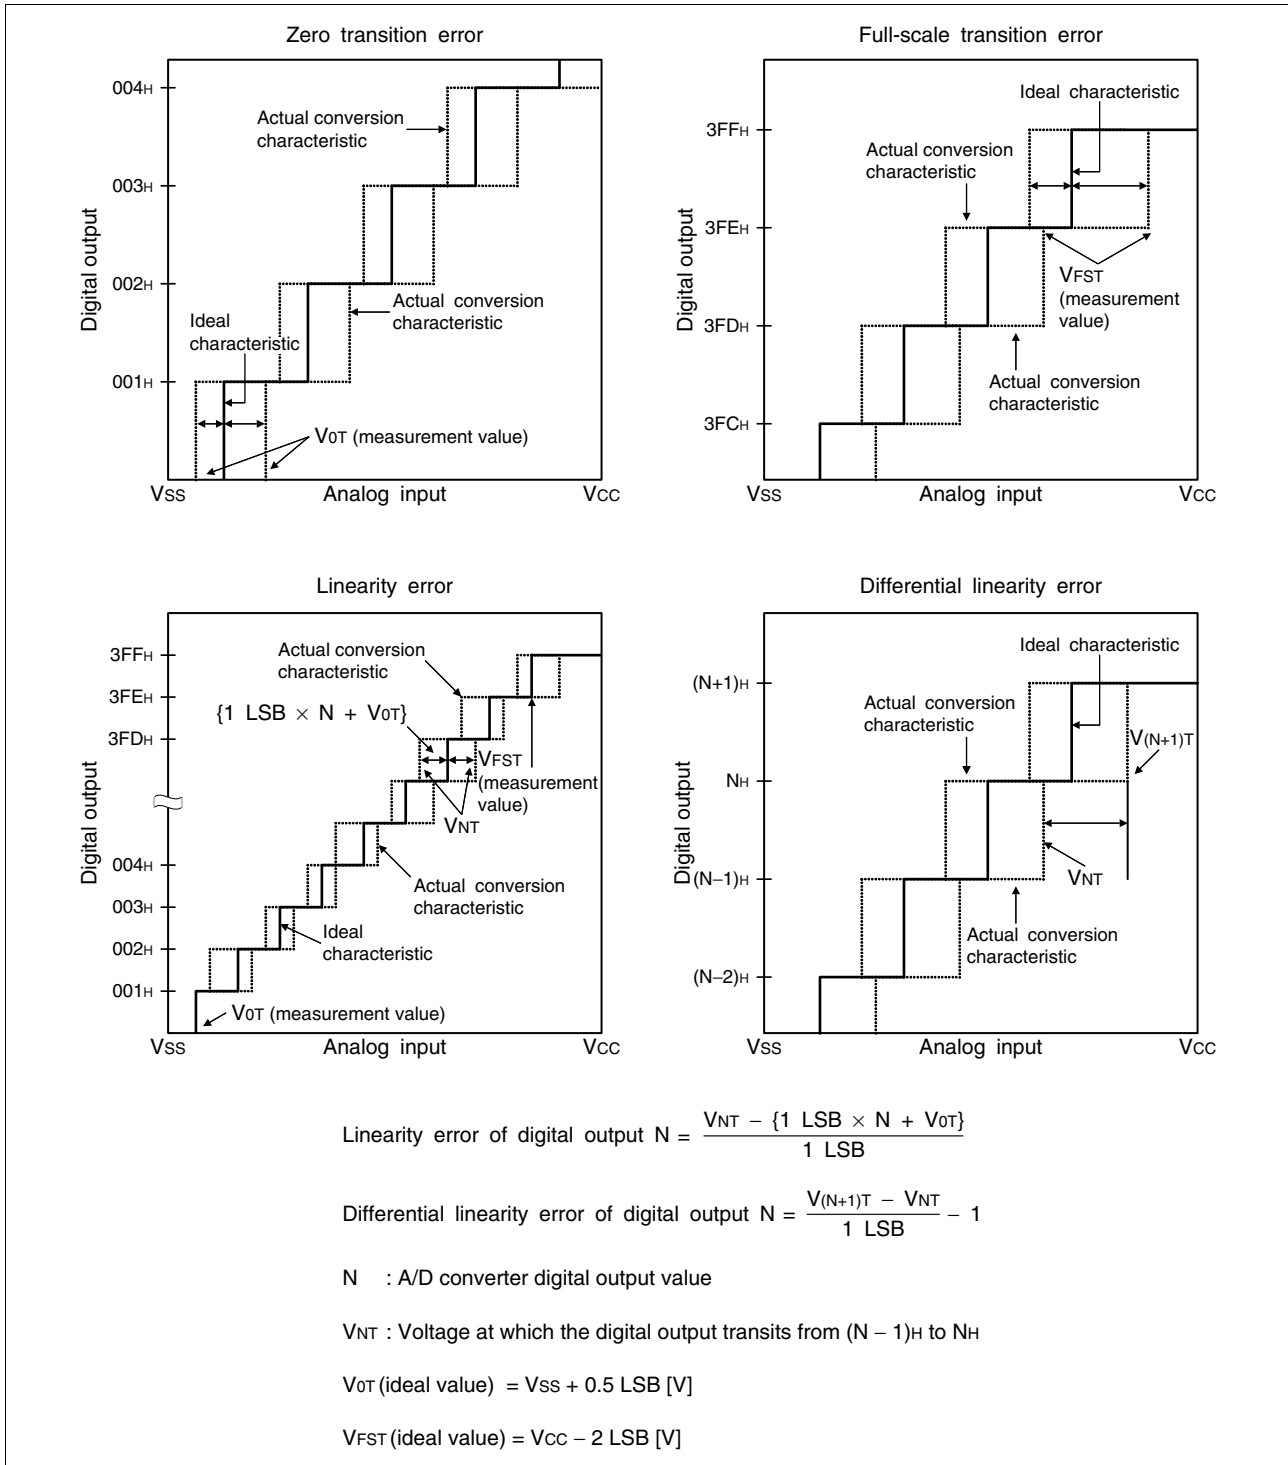 Zero transition error
004H
003H
002H
001H
Digital output
Actual conversion
characteristic
Ideal
characteristic
Actual conversion
characteristic
V0T (measurement value)
VSS
Analog input
VCC
Full-scale transition error
3FFH
3FEH
3FDH
3FCH
Digital output
Ideal characteristic
Actual conversion
characteristic
VFST
(measurement
value)
Actual conversion
characteristic
VSS
Analog input
VCC
Linearity error
3FFH
3FEH
3FDH
004H
003H
002H
001H
Digital output
Actual conversion
characteristic
{1 LSB × N + V0T}
VFST
(measurement
value)
VNT
Actual conversion
characteristic
Ideal
characteristic
V0T (measurement value)
VSS
Analog input
VCC
Differential linearity error
(N+1)H
NH
(N−1)H
(N−2)H
Digital output
Ideal characteristic
Actual conversion
characteristic
V(N+1)T
VNT
Actual conversion
characteristic
VSS
Analog input
VCC
Linearity error of digital output N = VNT − {1 LSB × N + V0T} / 1 LSB
Differential linearity error of digital output N = V(N+1)T − VNT / 1 LSB − 1
N : A/D converter digital output value
VNT : Voltage at which the digital output transits from (N − 1)H to NH
V0T (ideal value) = VSS + 0.5 LSB [V]
VFST (ideal value) = VCC − 2 LSB [V]